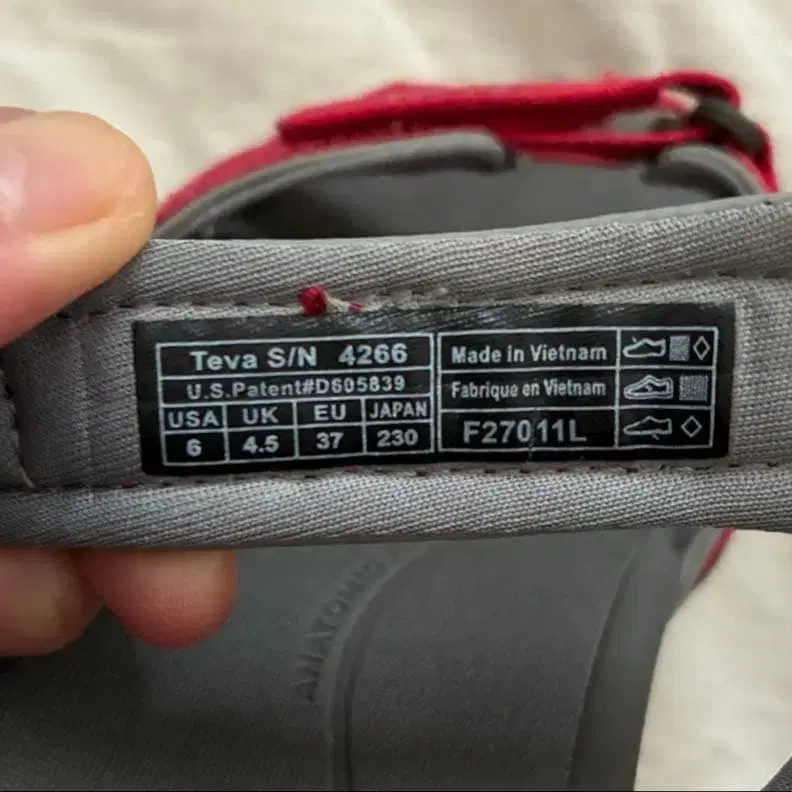 Teva S/N 4266
U.S.Patent#D605839
USA UK EU JAPAN
6 4.5 37 230
Made in Vietnam
Fabrique en Vietnam
F27011L
ANATOMIC